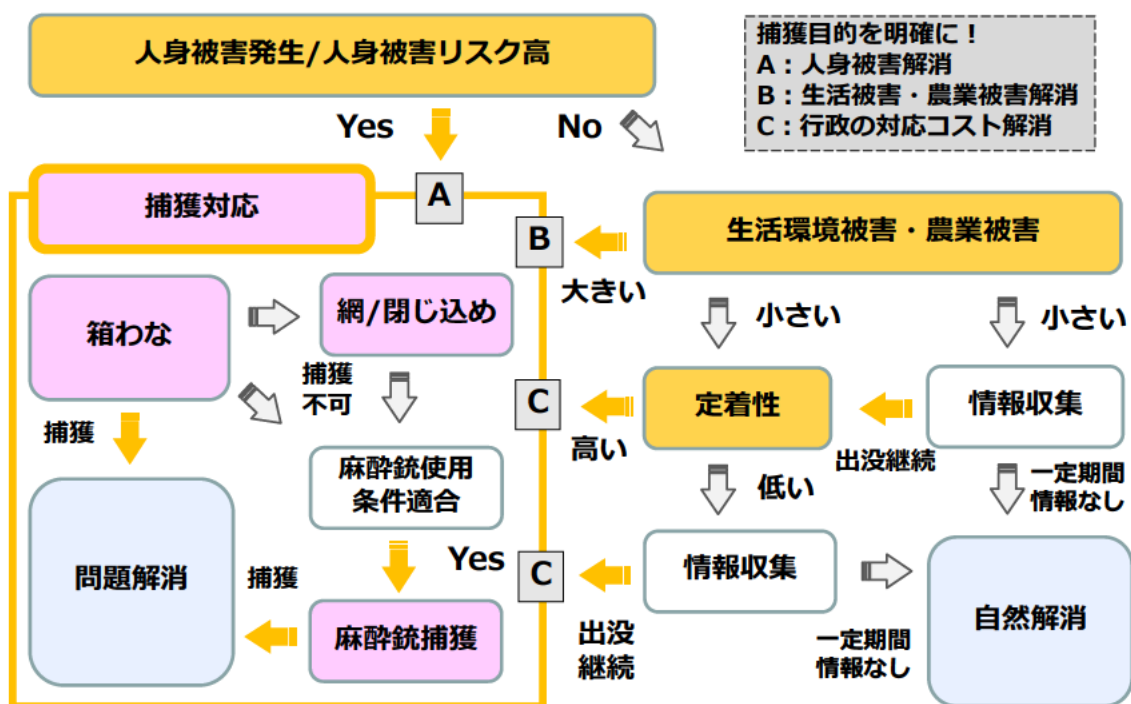 人身被害発生/人身被害リスク高
捕獲目的を明確に！
A：人身被害解消
B：生活被害・農業被害解消
C：行政の対応コスト解消
Yes
No
捕獲対応
A
B
生活環境被害・農業被害
大きい
小さい
小さい
箱わな
網/閉じ込め
捕獲
不可
捕獲
C
高い
定着性
出没継続
情報収集
低い
一定期間
情報なし
麻酔銃使用
条件適合
Yes
C
出没
継続
情報収集
一定期間
情報なし
自然解消
問題解消
捕獲
麻酔銃捕獲